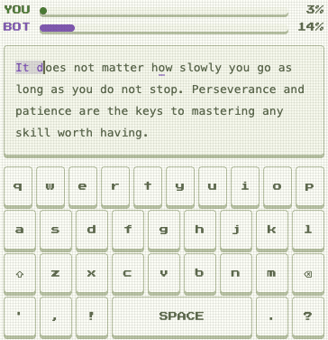 YOU 3%
BOT 14%
It does not matter how slowly you go as
long as you do not stop. Perseverance and
patience are the keys to mastering any
skill worth having.
q w e r t y u i o p
a s d f g h j k l
⇧ z x c v b n m ⌫
' , ! SPACE . ?